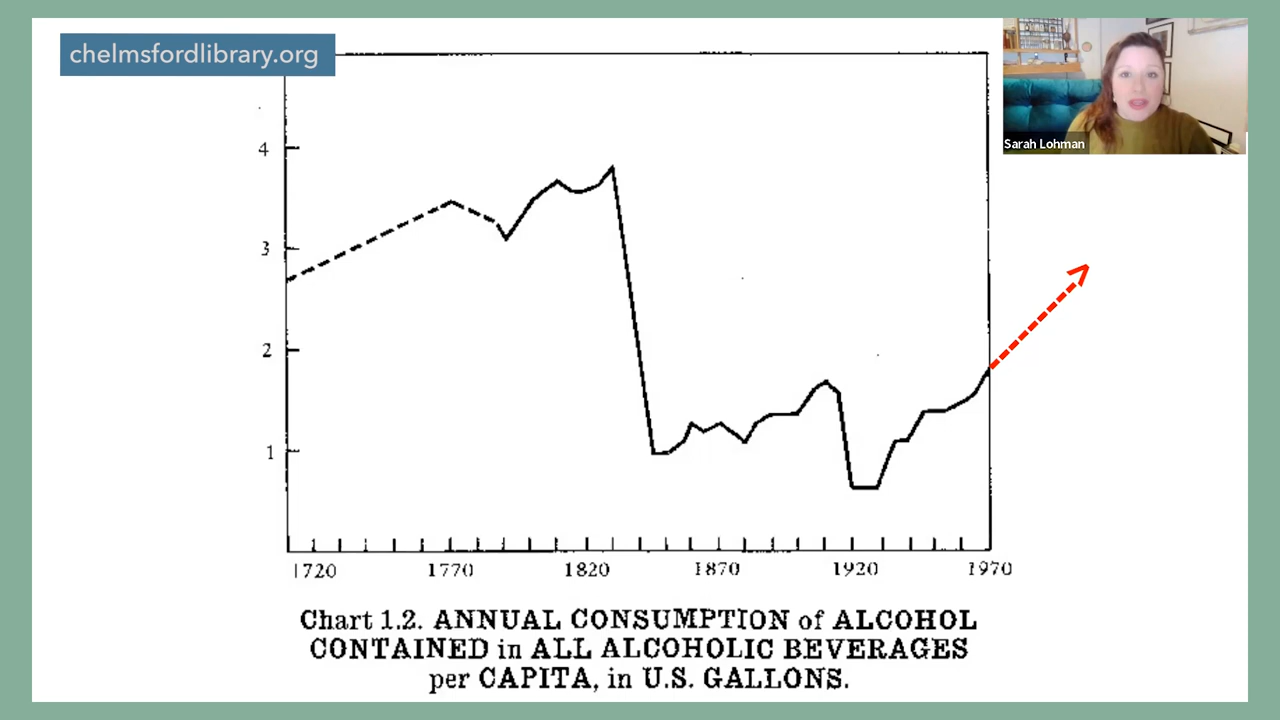 chelmsfordlibrary.org
Sarah Lohman
4
3
2
1
1720 1770 1820 1870 1920 1970
Chart 1.2. ANNUAL CONSUMPTION of ALCOHOL
CONTAINED in ALL ALCOHOLIC BEVERAGES
per CAPITA, in U.S. GALLONS.